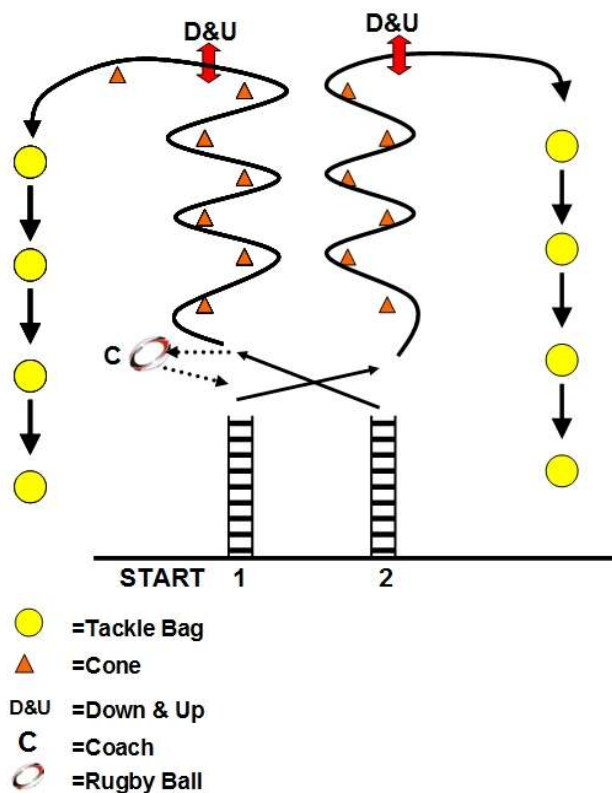 D&U D&U
C
START 1 2
=Tackle Bag
=Cone
D&U =Down & Up
C =Coach
=Rugby Ball